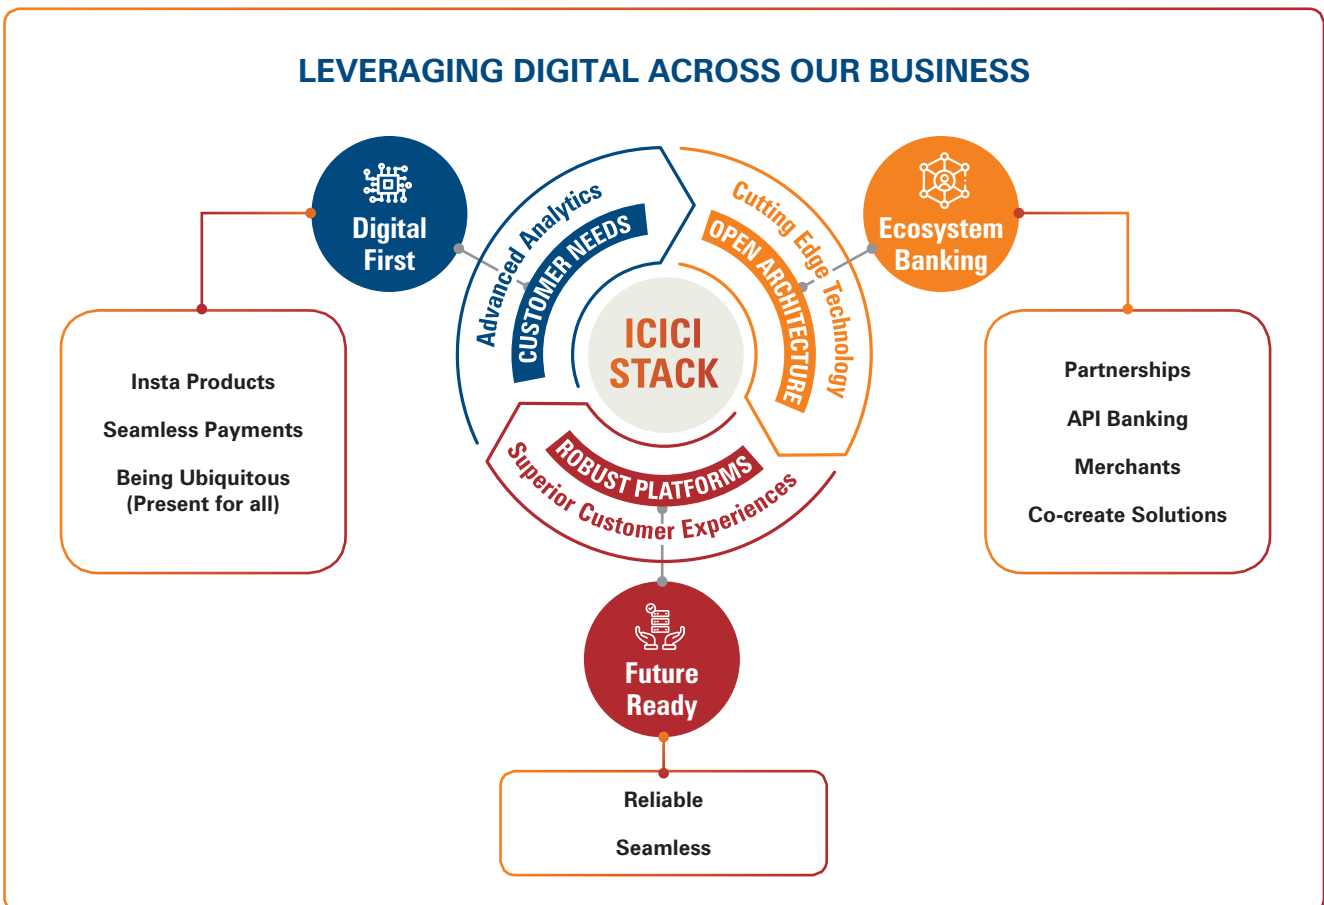 LEVERAGING DIGITAL ACROSS OUR BUSINESS
Digital
First
Advanced Analytics
CUSTOMER NEEDS
Cutting Edge Technology
OPEN ARCHITECTURE
Ecosystem
Banking
ICICI
STACK
Insta Products
Seamless Payments
Being Ubiquitous
(Present for all)
Partnerships
API Banking
Merchants
Co-create Solutions
ROBUST PLATFORMS
Superior Customer Experiences
Future
Ready
Reliable
Seamless